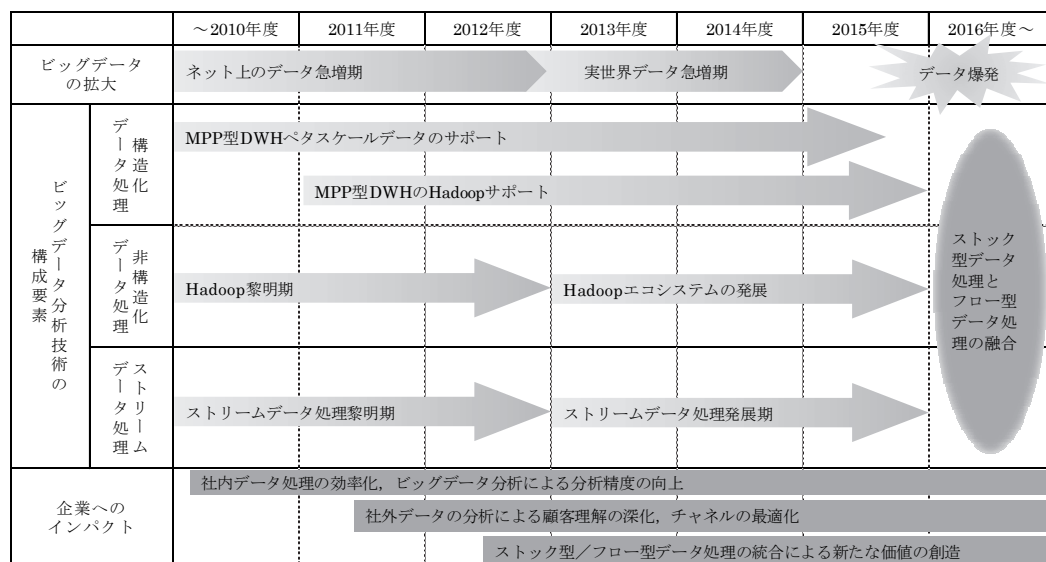 ～2010年度 2011年度 2012年度 2013年度 2014年度 2015年度 2016年度～
ビッグデータ
の拡大
ネット上のデータ急増期
実世界データ急増期
データ爆発
ビッグデータ分析技術の
構成要素
構造化
データ処理
MPP型DWHペタスケールデータのサポート
MPP型DWHのHadoopサポート
非構造化
データ処理
Hadoop黎明期
Hadoopエコシステムの発展
ストリーム
データ処理
ストリームデータ処理黎明期
ストリームデータ処理発展期
ストック
型データ
処理と
フロー型
データ処
理の融合
企業への
インパクト
社内データ処理の効率化，ビッグデータ分析による分析精度の向上
社外データの分析による顧客理解の深化，チャネルの最適化
ストック型／フロー型データ処理の統合による新たな価値の創造